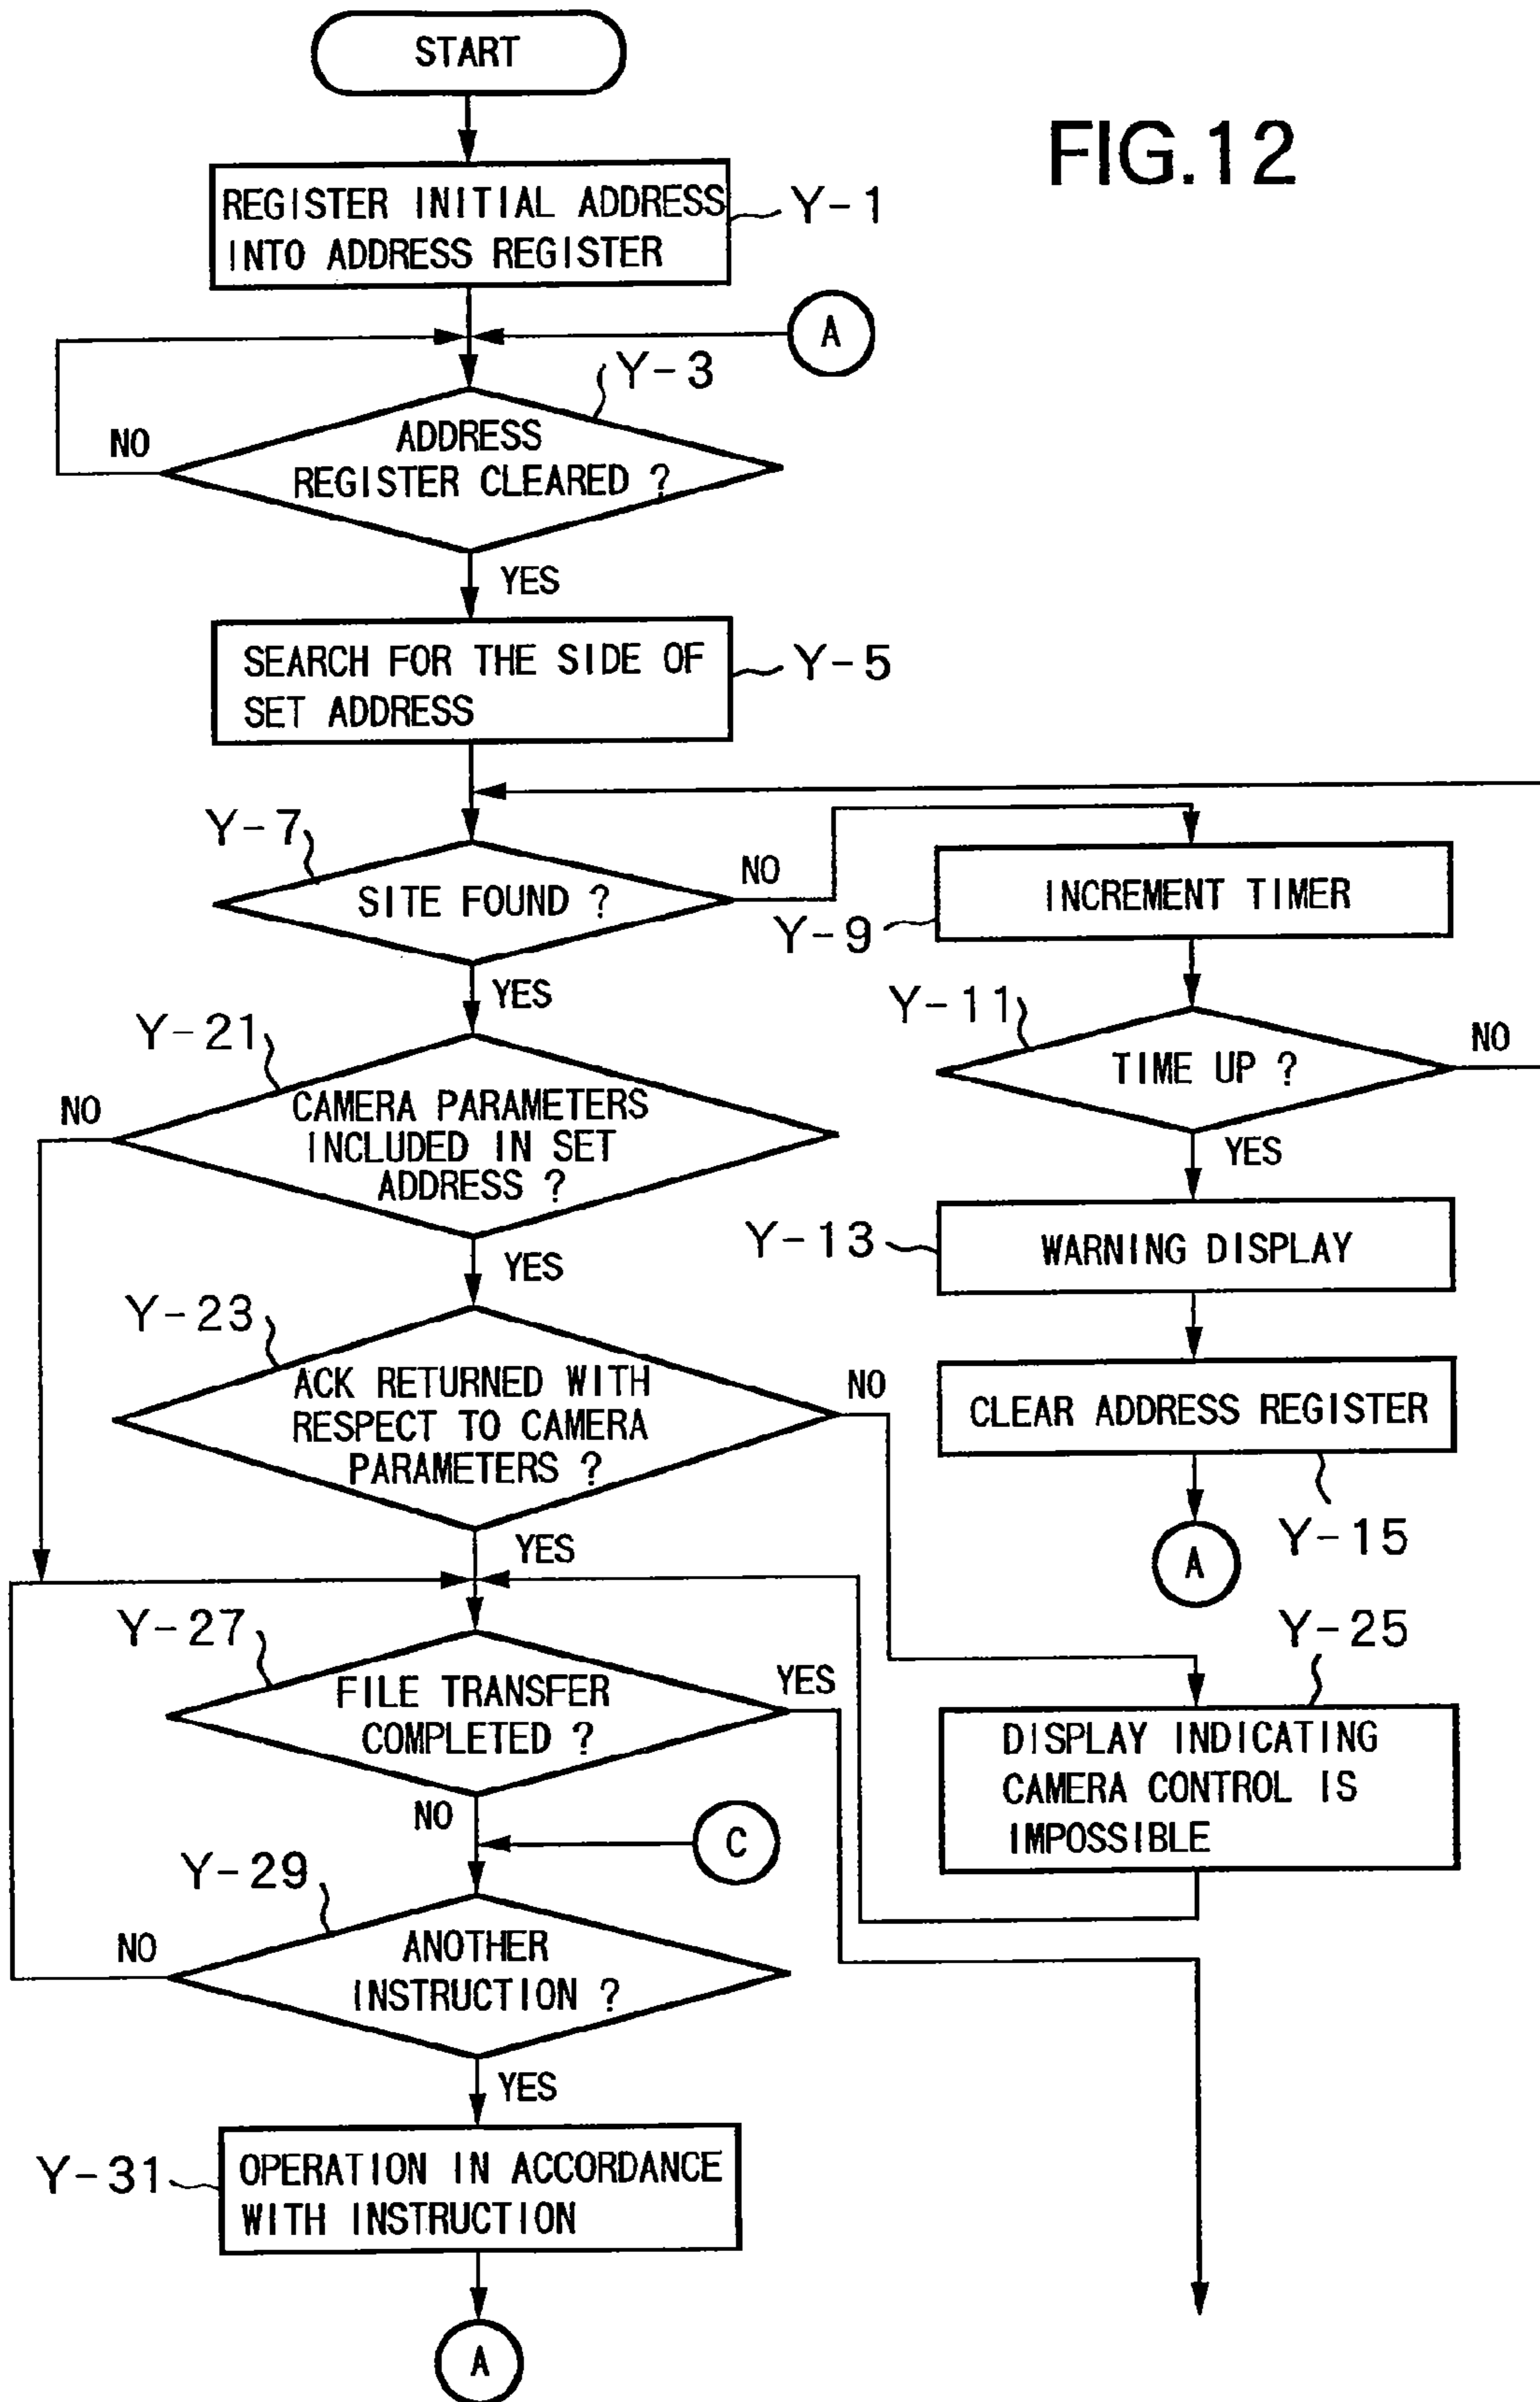 START
FIG.12
REGISTER INITIAL ADDRESS
INTO ADDRESS REGISTER
Y-1
A
Y-3
ADDRESS
REGISTER CLEARED ?
NO
YES
SEARCH FOR THE SIDE OF
SET ADDRESS
Y-5
Y-7
SITE FOUND ?
NO
YES
INCREMENT TIMER
Y-9
Y-11
TIME UP ?
NO
YES
Y-21
CAMERA PARAMETERS
INCLUDED IN SET
ADDRESS ?
NO
YES
Y-13
WARNING DISPLAY
Y-23
ACK RETURNED WITH
RESPECT TO CAMERA
PARAMETERS ?
NO
YES
CLEAR ADDRESS REGISTER
Y-15
A
Y-27
FILE TRANSFER
COMPLETED ?
YES
NO
Y-25
DISPLAY INDICATING
CAMERA CONTROL IS
IMPOSSIBLE
C
Y-29
ANOTHER
INSTRUCTION ?
NO
YES
Y-31
OPERATION IN ACCORDANCE
WITH INSTRUCTION
A